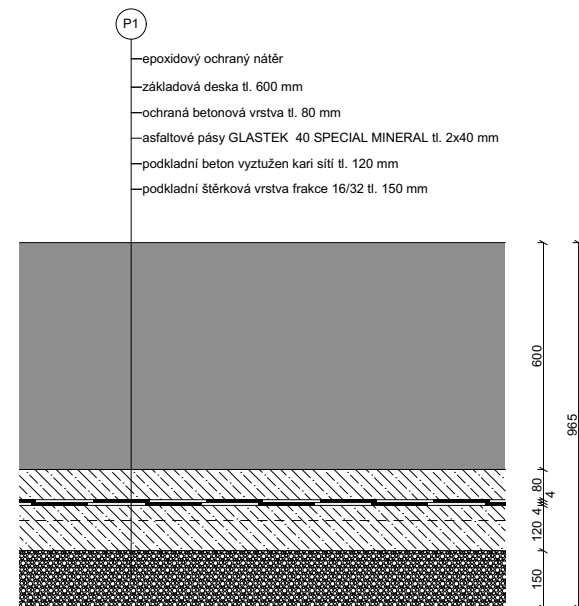 P1
epoxidový ochraný nátěr
základová deska tl. 600 mm
ochraná betonová vrstva tl. 80 mm
asfaltové pásy GLASTEK 40 SPECIAL MINERAL tl. 2x40 mm
podkladní beton vyztužen kari sítí tl. 120 mm
podkladní štěrková vrstva frakce 16/32 tl. 150 mm
600
965
80
4
4
120
150